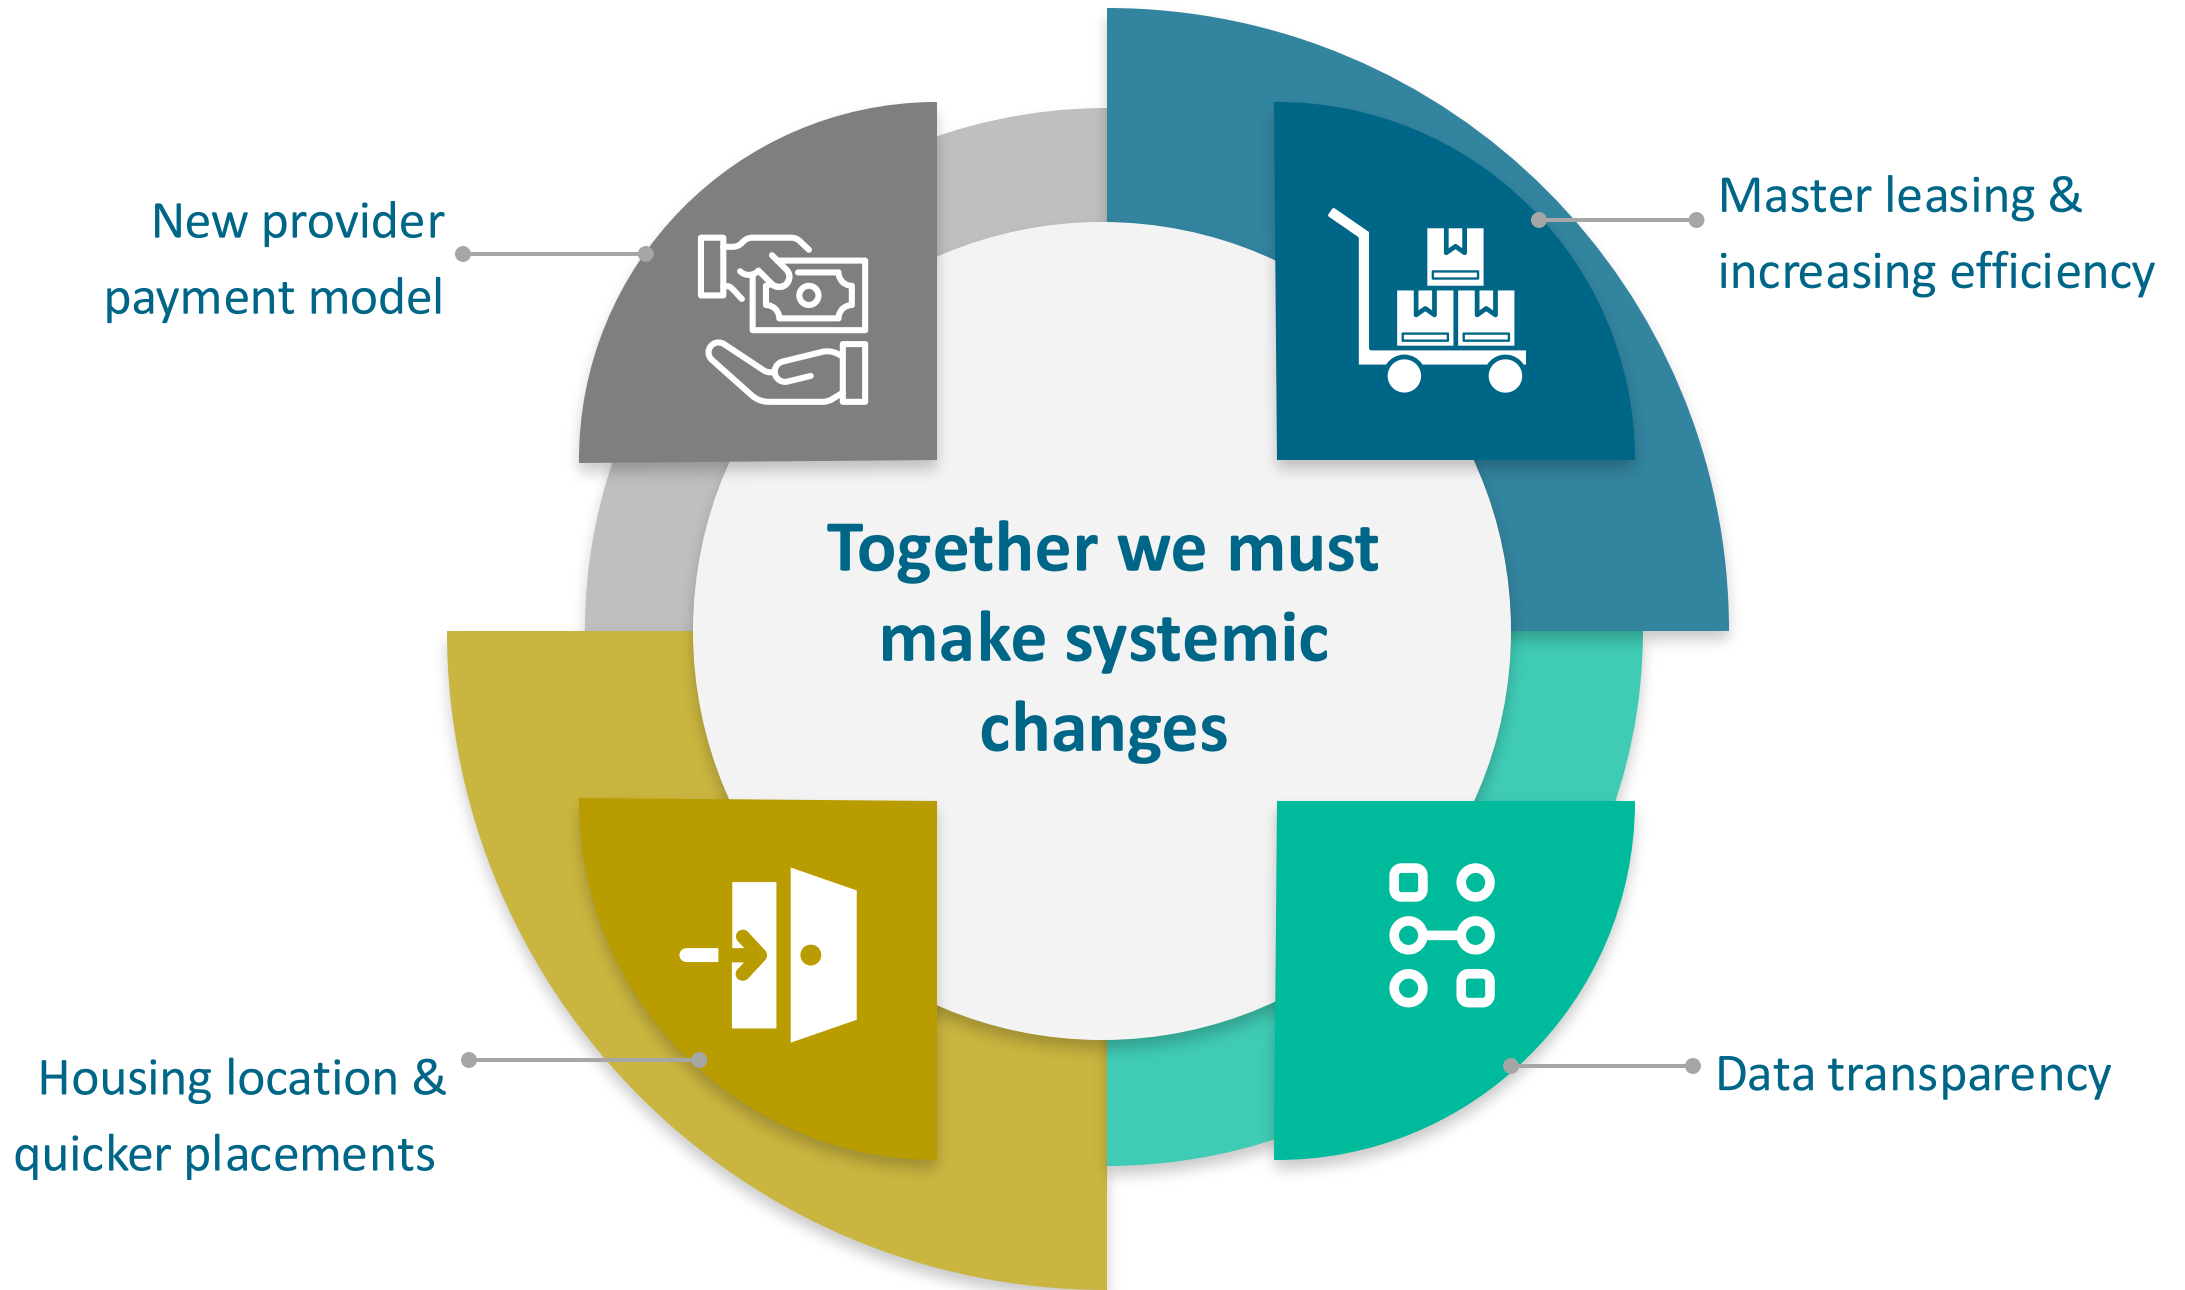 New provider
payment model
Master leasing &
increasing efficiency
Together we must
make systemic
changes
Housing location &
quicker placements
Data transparency